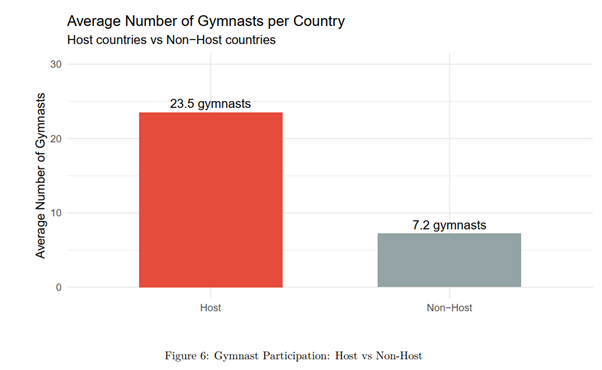 Average Number of Gymnasts per Country
Host countries vs Non−Host countries
Average Number of Gymnasts
30
20
10
0
23.5 gymnasts
7.2 gymnasts
Host
Non−Host
Figure 6: Gymnast Participation: Host vs Non-Host